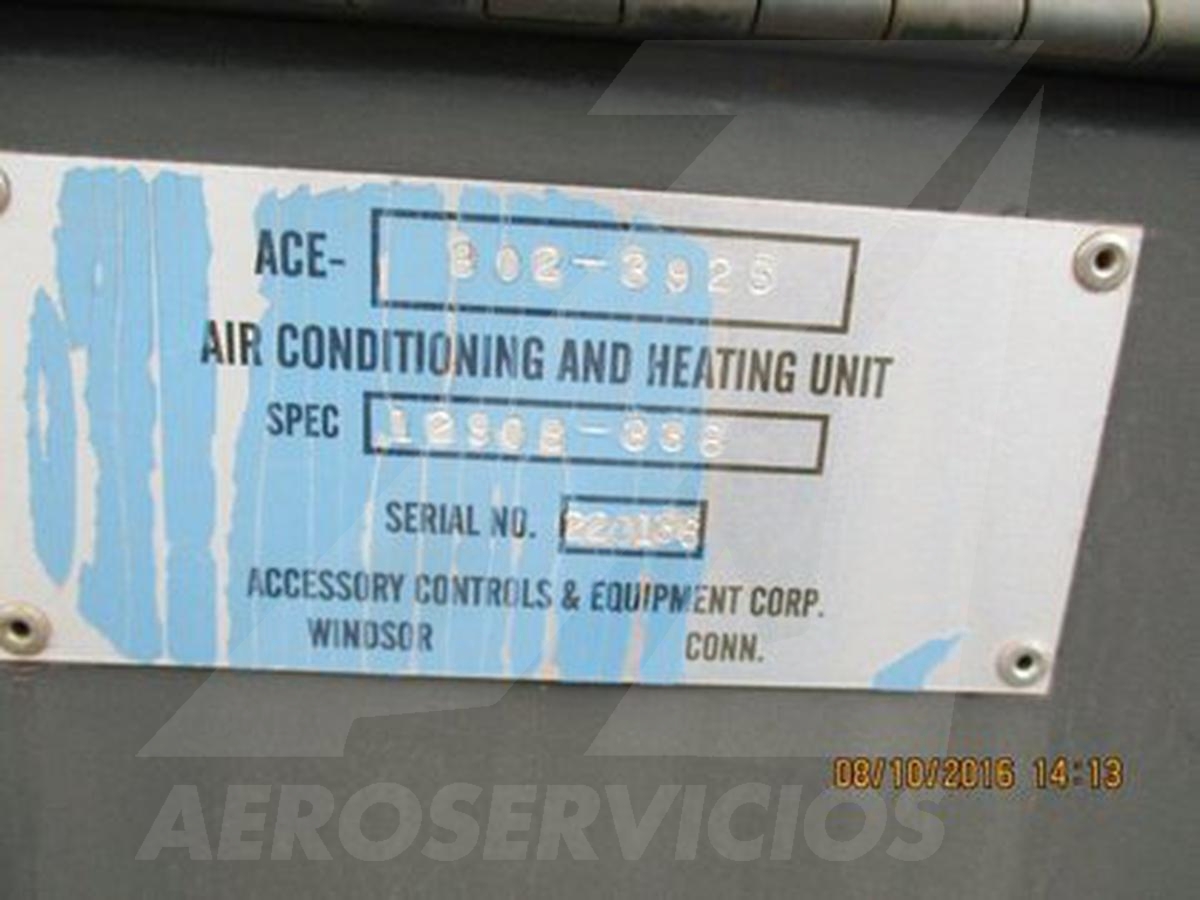 ACE- 802-3925
AIR CONDITIONING AND HEATING UNIT
SPEC
SERIAL NO.
ACCESSORY CONTROLS & EQUIPMENT CORP.
WINDSOR CONN.
08/10/2016 14:13
AEROSERVICIOS